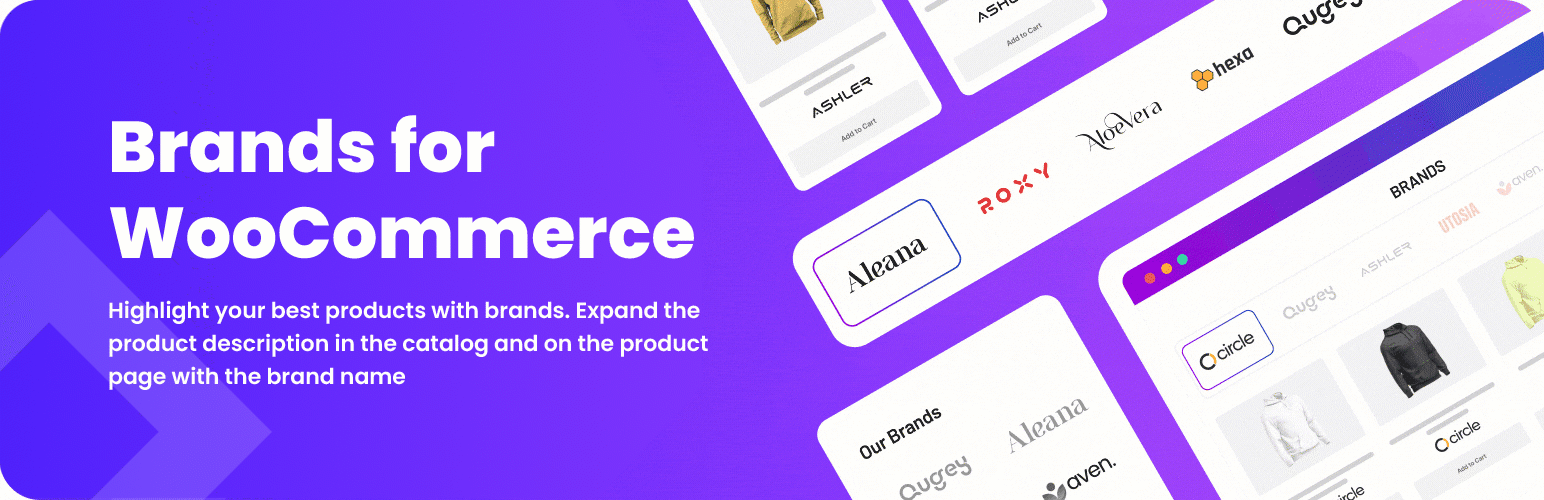 Brands for
WooCommerce
Highlight your best products with brands. Expand the
product description in the catalog and on the product
page with the brand name
ASHLER
Add to Cart
ASHLER
Add to Cart
Aleana
ROXY
AloeVera
hexa
Qugey
Our Brands
Qugey
Aleana
aven.
BRANDS
circle
Qugey
ASHLER
UTOSIA
aven.
circle
circle
Add to Cart